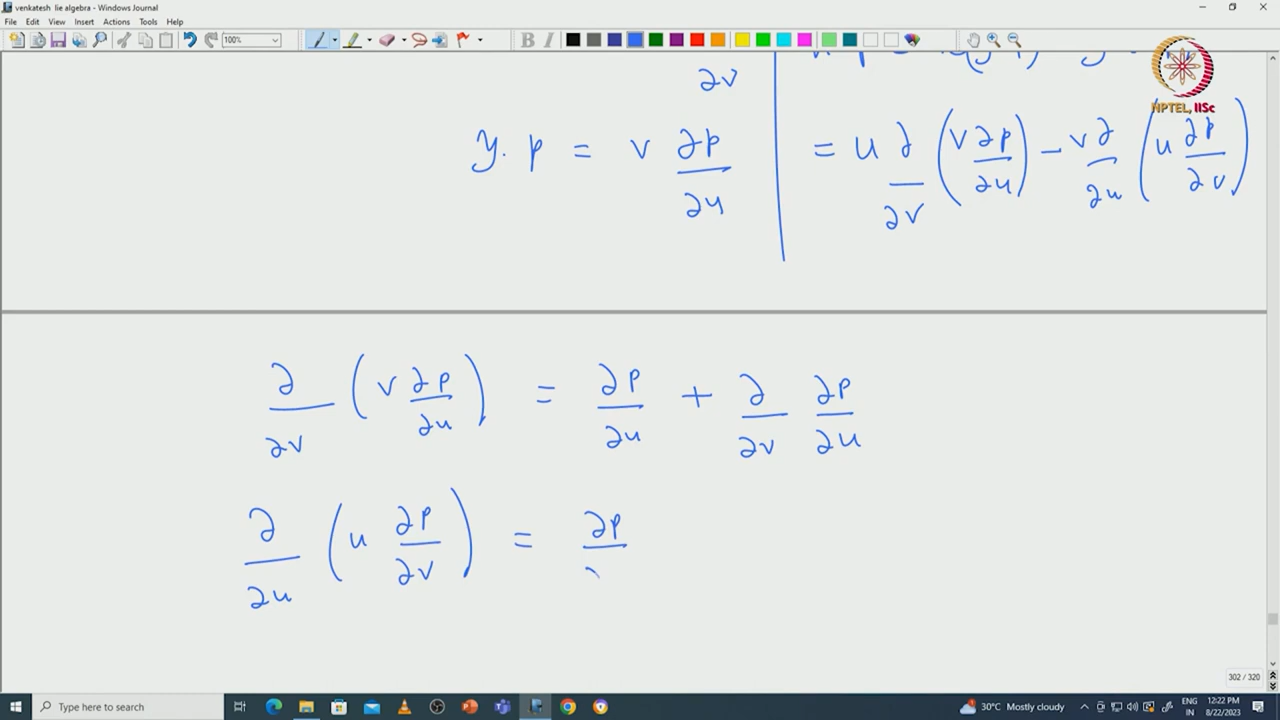 venkatesh lie algebra - Windows Journal
File Edit View Insert Actions Tools Help
100%
NPTEL, IISc
∂v
y. p = v ∂p/∂u
= u ∂/∂v (v ∂p/∂u) − v ∂/∂u (u ∂p/∂v)
∂/∂v (v ∂p/∂u) = ∂p/∂u + ∂/∂v ∂p/∂u
∂/∂u (u ∂p/∂v) = ∂p
302 / 320
Type here to search
30°C Mostly cloudy
ENG
IN
12:22 PM
8/22/2023